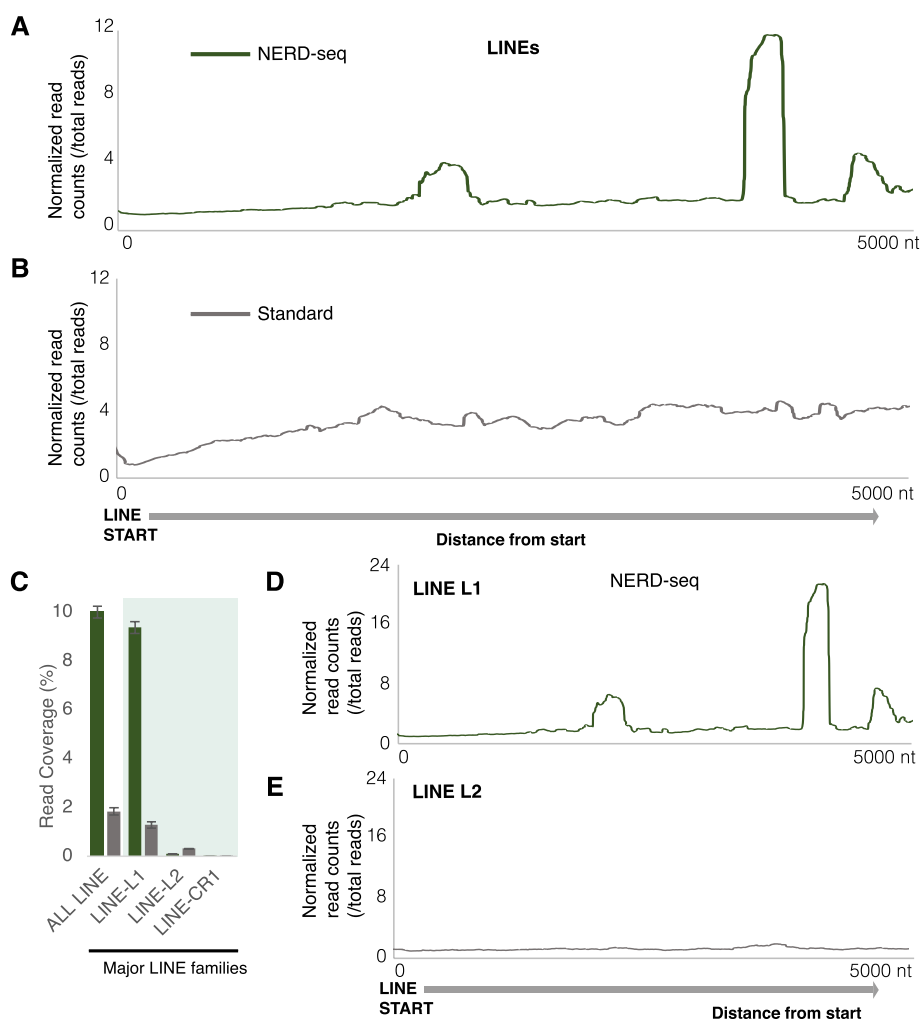 A
12
8
4
0
Normalized read
counts (/total reads)
NERD-seq
LINEs
0
5000 nt
B
12
8
4
0
Normalized read
counts (/total reads)
Standard
0
5000 nt
LINE
START
Distance from start
C
10
8
6
4
2
0
Read Coverage (%)
ALL LINE
LINE-L1
LINE-L2
LINE-CR1
Major LINE families
D
24
16
8
0
Normalized
read counts
(/total reads)
LINE L1
NERD-seq
0
5000 nt
E
24
16
8
0
Normalized
read counts
(/total reads)
LINE L2
0
5000 nt
LINE
START
Distance from start